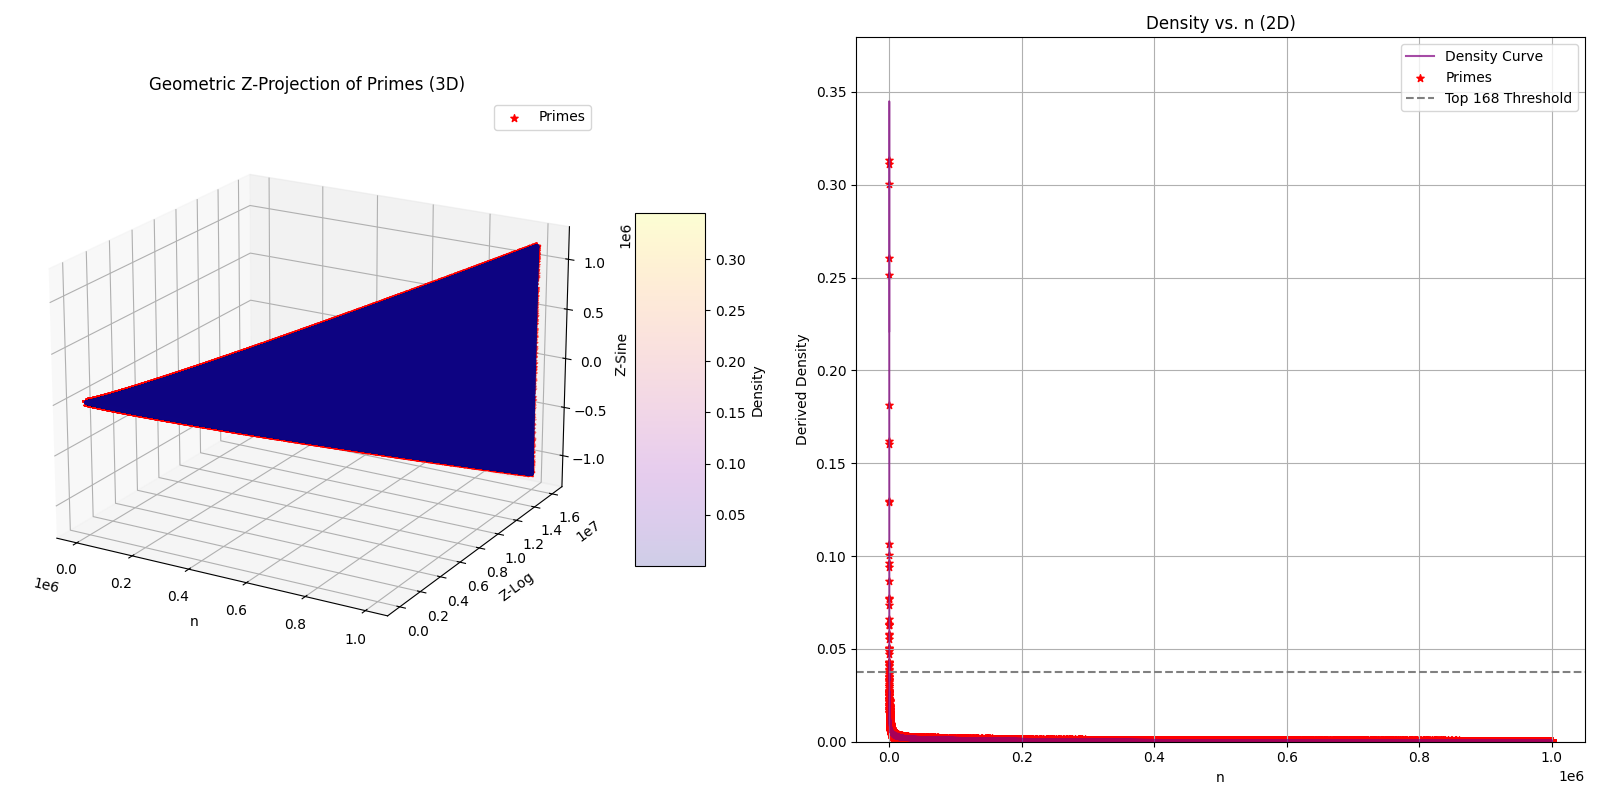 Geometric Z-Projection of Primes (3D)
Primes
1e6
1.0
0.5
0.0
-0.5
-1.0
Z-Sine
0.0
0.2
0.4
0.6
0.8
1.0
1e6
n
0.0
0.2
0.4
0.6
0.8
1.0
1.2
1.4
1.6
1e7
Z-Log
0.30
0.25
0.20
0.15
0.10
0.05
Density
Density vs. n (2D)
Density Curve
Primes
Top 168 Threshold
0.35
0.30
0.25
0.20
0.15
0.10
0.05
0.00
Derived Density
0.0
0.2
0.4
0.6
0.8
1.0
1e6
n